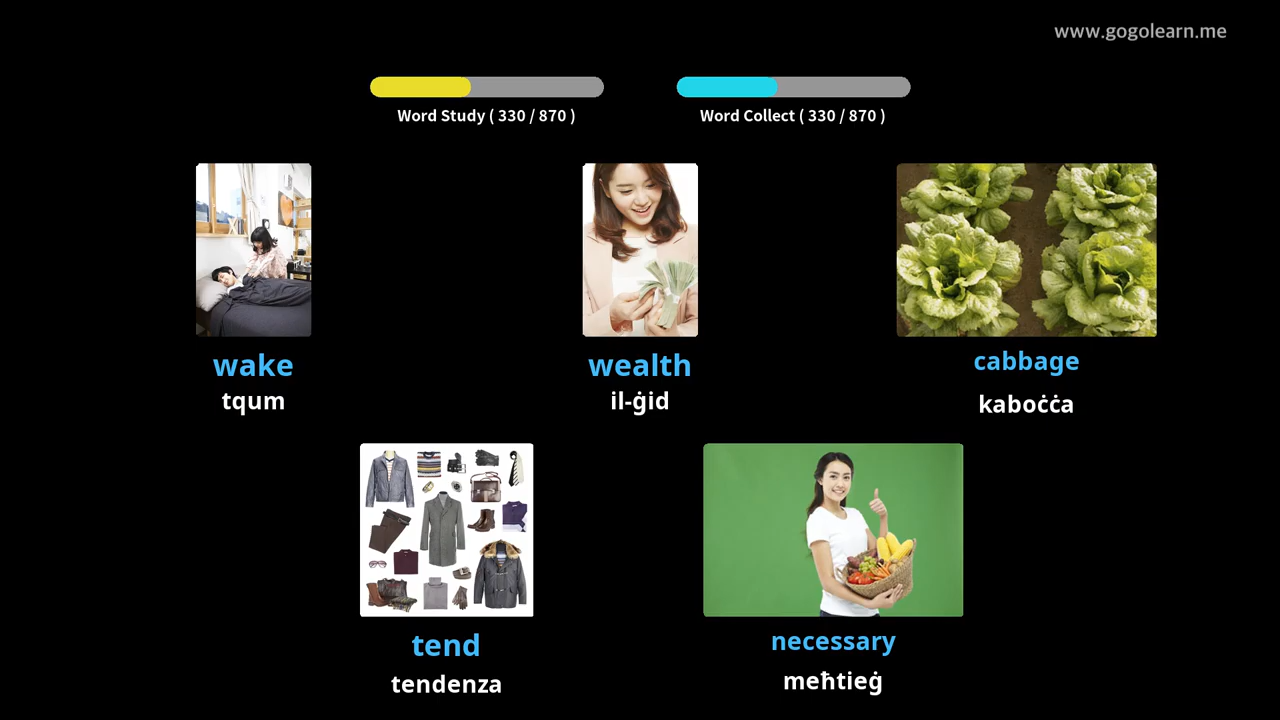 www.gogolearn.me
Word Study ( 330 / 870 )
Word Collect ( 330 / 870 )
wake
tqum
wealth
il-ġid
cabbage
kaboċċa
tend
tendenza
necessary
meħtieġ